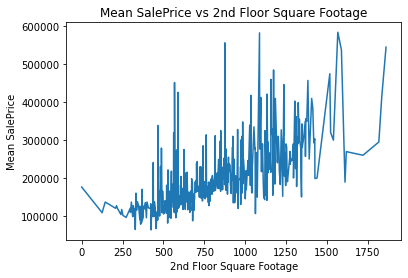 Mean SalePrice vs 2nd Floor Square Footage
600000
500000
400000
300000
200000
100000
Mean SalePrice
0 250 500 750 1000 1250 1500 1750
2nd Floor Square Footage